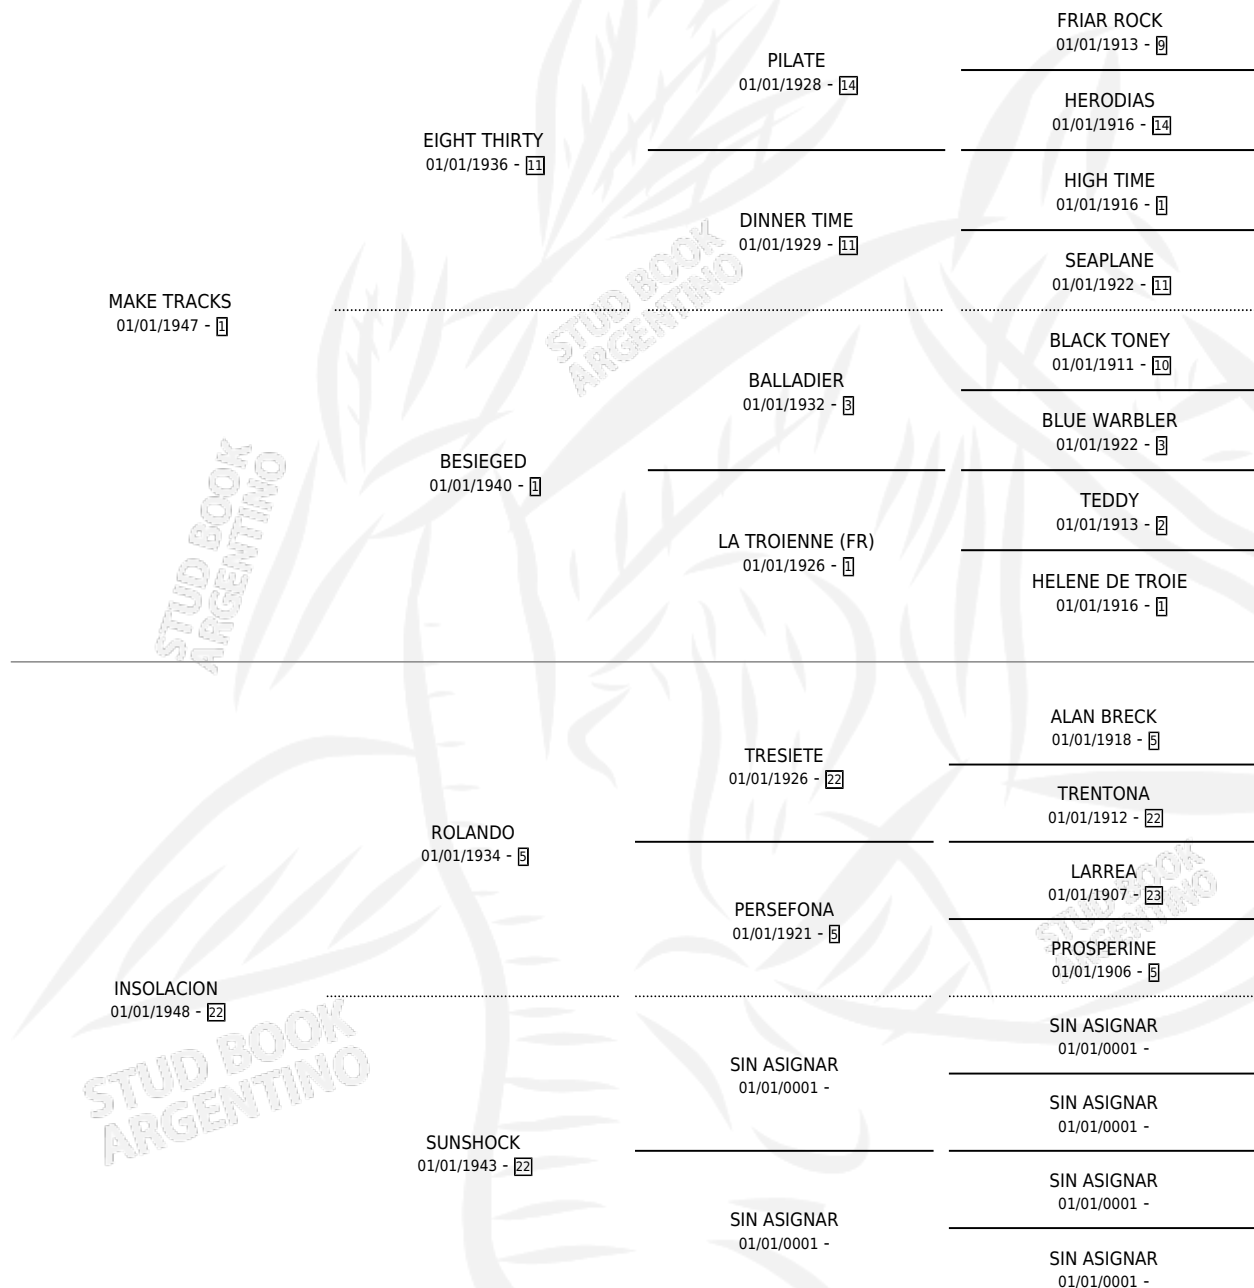 FRIAR ROCK
01/01/1913 - 9
PILATE
01/01/1928 - 14
HERODIAS
01/01/1916 - 14
EIGHT THIRTY
01/01/1936 - 11
HIGH TIME
01/01/1916 - 1
DINNER TIME
01/01/1929 - 11
SEAPLANE
01/01/1922 - 11
MAKE TRACKS
01/01/1947 - 1
BLACK TONEY
01/01/1911 - 10
BALLADIER
01/01/1932 - 3
BLUE WARBLER
01/01/1922 - 3
BESIEGED
01/01/1940 - 1
TEDDY
01/01/1913 - 2
LA TROIENNE (FR)
01/01/1926 - 1
HELENE DE TROIE
01/01/1916 - 1
ALAN BRECK
01/01/1918 - 5
TRESIETE
01/01/1926 - 22
TRENTONA
01/01/1912 - 22
ROLANDO
01/01/1934 - 5
LARREA
01/01/1907 - 23
PERSEFONA
01/01/1921 - 5
PROSPERINE
01/01/1906 - 5
INSOLACION
01/01/1948 - 22
SIN ASIGNAR
01/01/0001 -
SIN ASIGNAR
01/01/0001 -
SIN ASIGNAR
01/01/0001 -
SUNSHOCK
01/01/1943 - 22
SIN ASIGNAR
01/01/0001 -
SIN ASIGNAR
01/01/0001 -
SIN ASIGNAR
01/01/0001 -
STUD BOOK
ARGENTINO
STUD BOOK
ARGENTINO
STUD BOOK
ARGENTINO
STUD BOOK
ARGENTINO